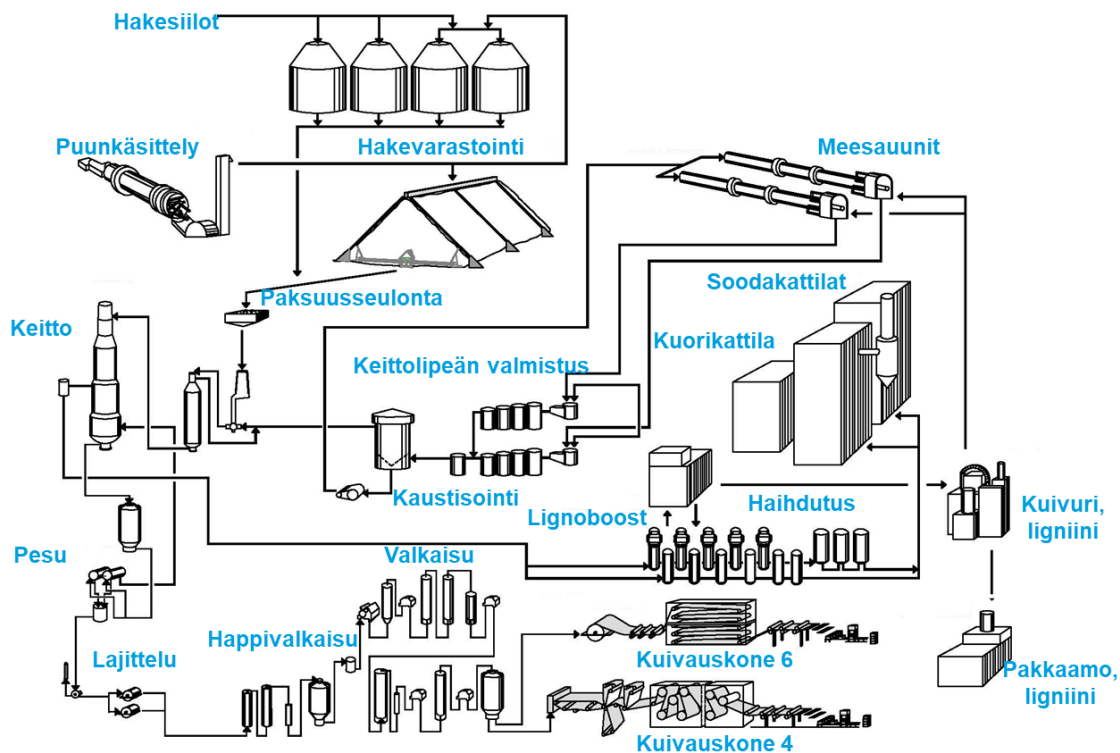 Hakesiilot
Puunkäsittely
Hakevarastointi
Meesauunit
Paksuusseulonta
Soodakattilat
Keitto
Kuorikattila
Keittolipeän valmistus
Kaustisointi
Lignoboost
Haihdutus
Kuivuri,
ligniini
Pesu
Valkaisu
Happivalkaisu
Lajittelu
Kuivauskone 6
Pakkaamo,
ligniini
Kuivauskone 4